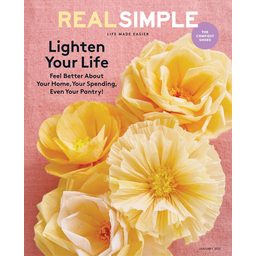 REAL SIMPLE
LIFE MADE EASIER
Lighten
Your Life
Feel Better About
Your Home, Your Spending,
Even Your Pantry!
THE
COMFORT
ISSUE